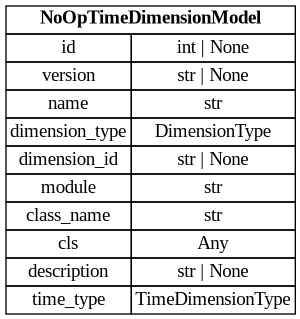 NoOpTimeDimensionModel
id int | None
version str | None
name str
dimension_type DimensionType
dimension_id str | None
module str
class_name str
cls Any
description str | None
time_type TimeDimensionType